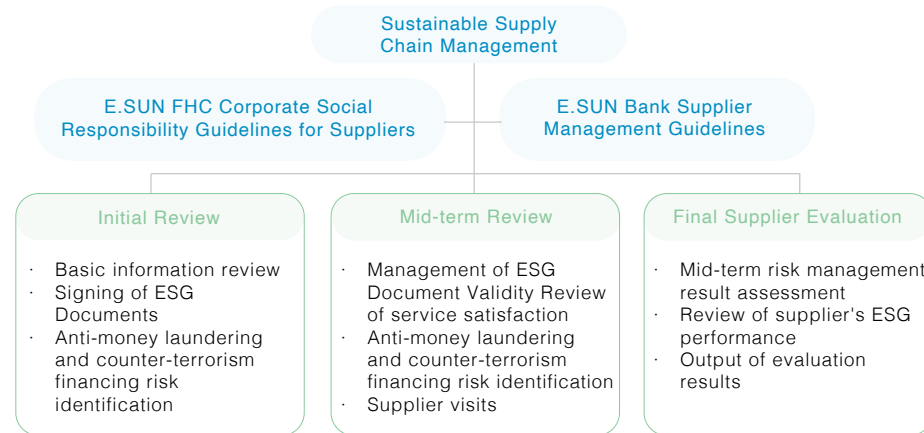 Sustainable Supply
Chain Management
E.SUN FHC Corporate Social
Responsibility Guidelines for Suppliers
E.SUN Bank Supplier
Management Guidelines
Initial Review
· Basic information review
· Signing of ESG
Documents
· Anti-money laundering
and counter-terrorism
financing risk
identification
Mid-term Review
· Management of ESG
Document Validity Review
of service satisfaction
· Anti-money laundering
and counter-terrorism
financing risk identification
· Supplier visits
Final Supplier Evaluation
· Mid-term risk management
result assessment
· Review of supplier's ESG
performance
· Output of evaluation
results